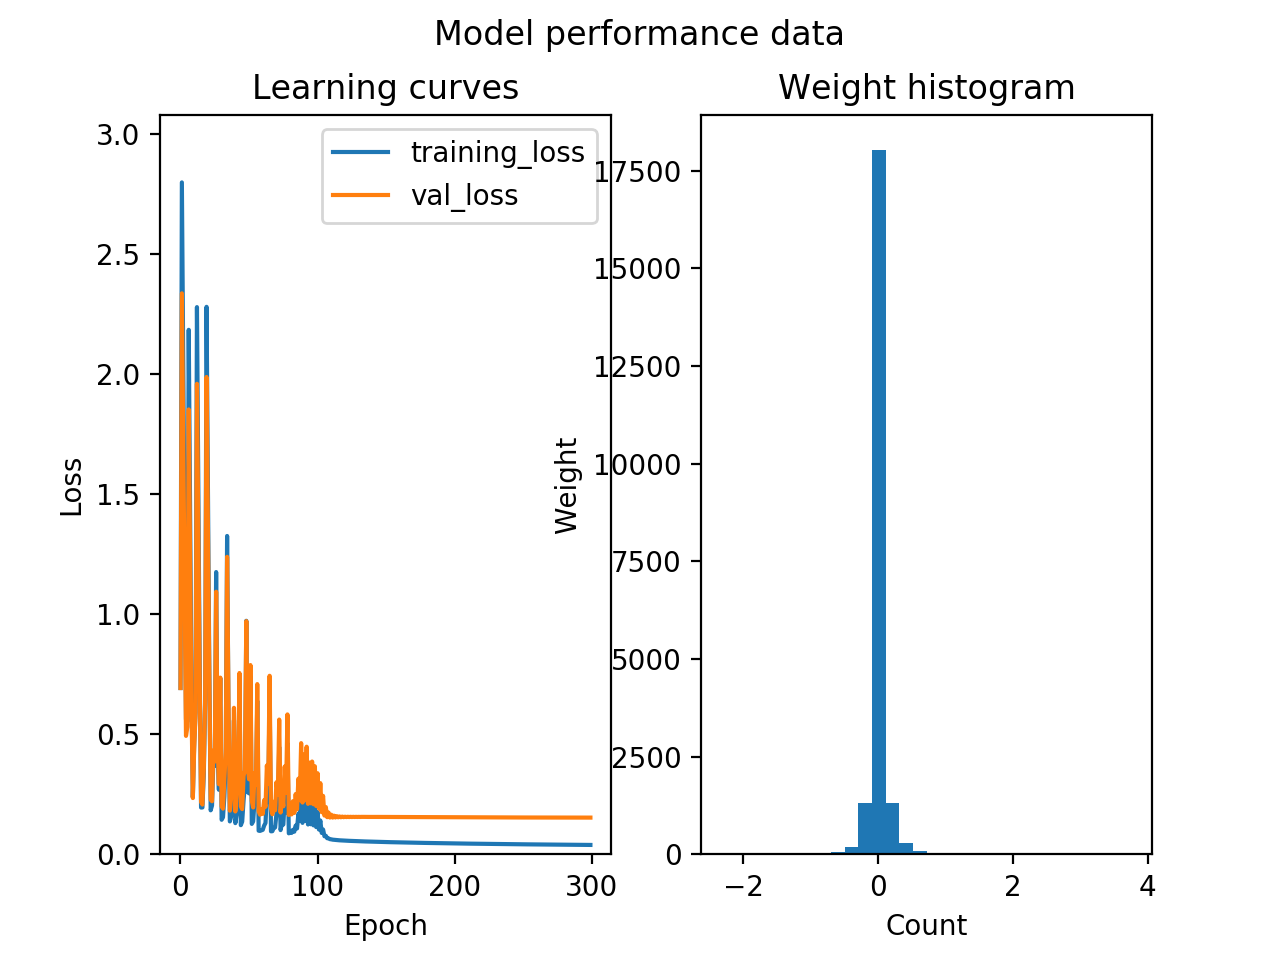 Model performance data
Learning curves
3.0
2.5
2.0
1.5
1.0
0.5
0.0
Loss
training_loss
val_loss
0 100 200 300
Epoch
Weight histogram
17500
15000
12500
10000
7500
5000
2500
0
Weight
−2 0 2 4
Count